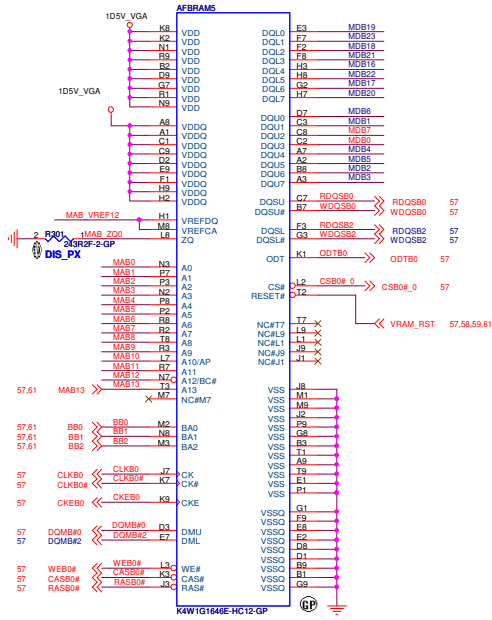 AFBRAM5
1D5V_VGA
K8 VDD
K2 VDD
N1 VDD
R9 VDD
B2 VDD
D9 VDD
G7 VDD
R1 VDD
N9 VDD
1D5V_VGA
A8 VDDQ
A1 VDDQ
C1 VDDQ
C9 VDDQ
D2 VDDQ
E9 VDDQ
F1 VDDQ
H9 VDDQ
H2 VDDQ
MAB_VREF12 H1 VREFDQ
M8 VREFCA
2 R301 1 MAB_ZQ0 L8 ZQ
243R2F-2-GP
DIS_PX
MAB0 N3 A0
MAB1 P7 A1
MAB2 P3 A2
MAB3 N2 A3
MAB4 P8 A4
MAB5 P2 A5
MAB6 R8 A6
MAB7 R2 A7
MAB8 T8 A8
MAB9 R3 A9
MAB10 L7 A10/AP
MAB11 R7 A11
MAB12 N7 A12/BC#
57,61 MAB13 MAB13 T3 A13
M7 NC#M7
57,61 BB0 BB0 M2 BA0
57,61 BB1 BB1 N8 BA1
57,61 BB2 BB2 M3 BA2
57 CLKB0 CLKB0 J7 CK
57 CLKB0# CLKB0# K7 CK#
57 CKEB0 CKEB0 K9 CKE
57 DQMB#0 DQMB#0 D3 DMU
57 DQMB#2 DQMB#2 E7 DML
57 WEB0# WEB0# L3 WE#
57 CASB0# CASB0# K3 CAS#
57 RASB0# RASB0# J3 RAS#
DQL0 E3 MDB19
DQL1 F7 MDB23
DQL2 F2 MDB18
DQL3 F8 MDB21
DQL4 H3 MDB16
DQL5 H8 MDB22
DQL6 G2 MDB17
DQL7 H7 MDB20
DQU0 D7 MDB6
DQU1 C3 MDB1
DQU2 C8 MDB7
DQU3 C2 MDB0
DQU4 A7 MDB4
DQU5 A2 MDB5
DQU6 B8 MDB2
DQU7 A3 MDB3
DQSU C7 RDQSB0 RDQSB0 57
DQSU# B7 WDQSB0 WDQSB0 57
DQSL F3 RDQSB2 RDQSB2 57
DQSL# G3 WDQSB2 WDQSB2 57
ODT K1 ODTB0 ODTB0 57
CS# L2 CSB0#_0 CSB0#_0 57
RESET# T2
VRAM_RST 57,58,59,61
NC#T7 T7
NC#L9 L9
NC#L1 L1
NC#J9 J9
NC#J1 J1
VSS J8
VSS M1
VSS M9
VSS J2
VSS P9
VSS G8
VSS B3
VSS T1
VSS A9
VSS T9
VSS E1
VSS P1
VSSQ G1
VSSQ F9
VSSQ E8
VSSQ E2
VSSQ D8
VSSQ D1
VSSQ B9
VSSQ B1
VSSQ G9
GP
K4W1G1646E-HC12-GP